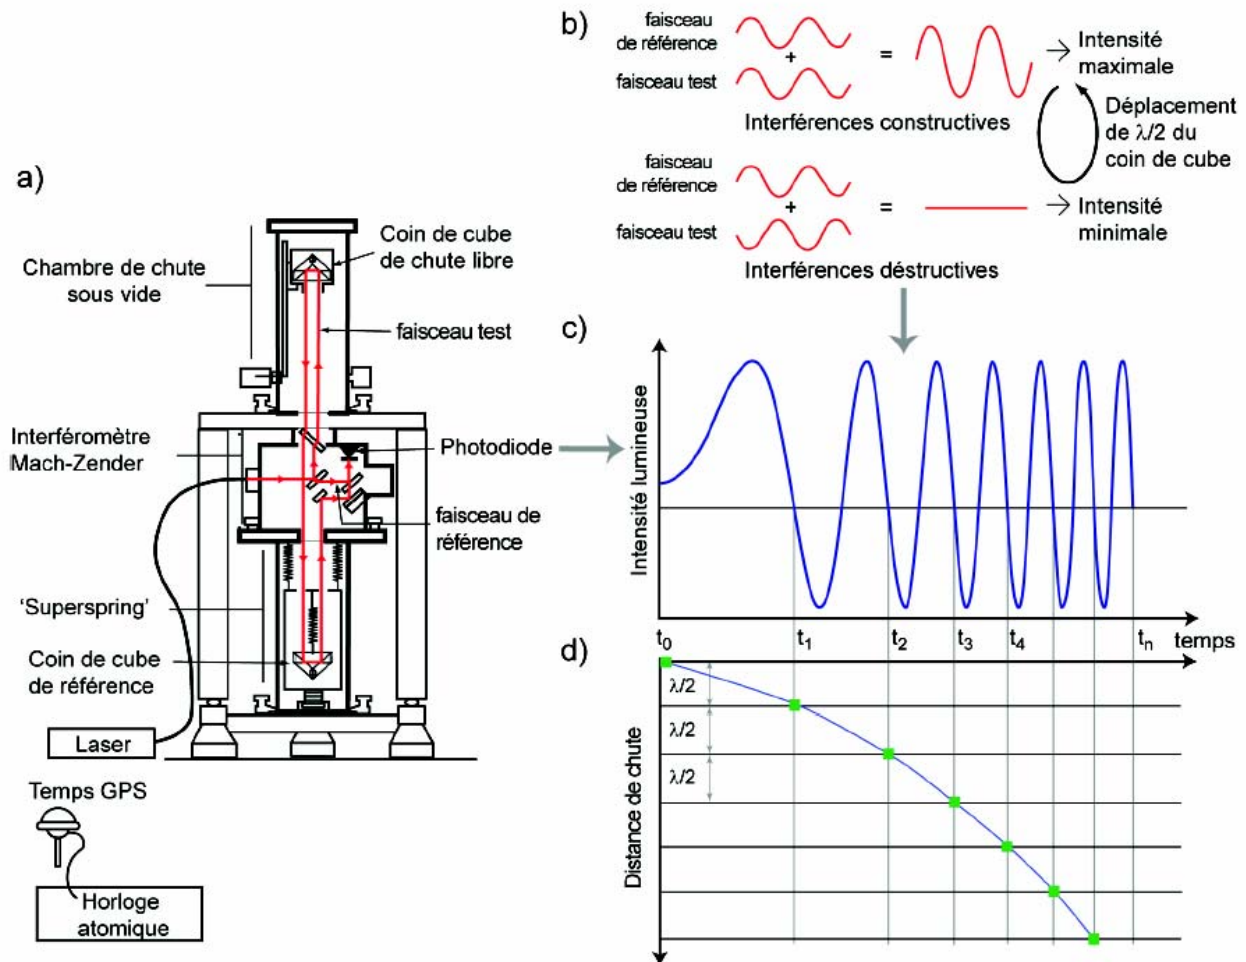 a)
Chambre de chute
sous vide
Coin de cube
de chute libre
faisceau test
Interféromètre
Mach-Zender
Photodiode
faisceau de
référence
'Superspring'
Coin de cube
de référence
Laser
Temps GPS
Horloge
atomique
b)
faisceau
de référence
+
faisceau test
=
Intensité
maximale
Interférences constructives
Déplacement
de λ/2 du
coin de cube
faisceau
de référence
+
faisceau test
=
Intensité
minimale
Interférences déstructives
c)
Intensité lumineuse
t0 t1 t2 t3 t4 tn temps
d)
Distance de chute
λ/2
λ/2
λ/2